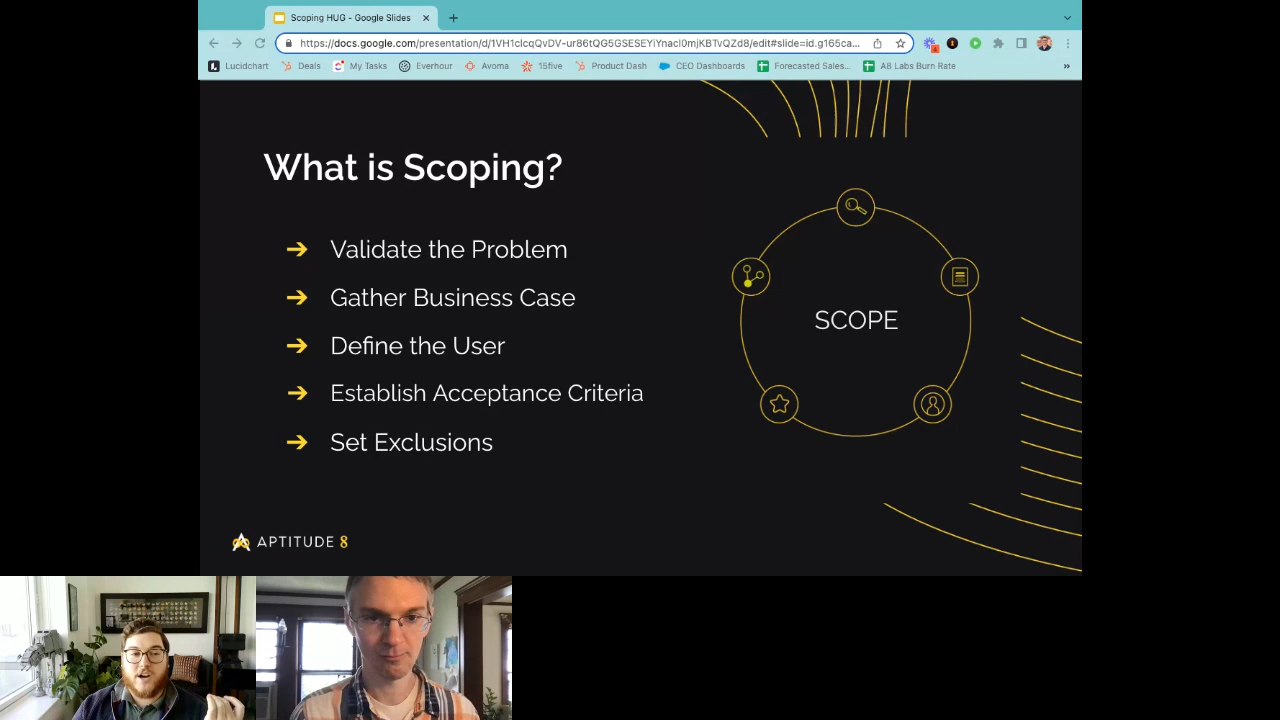 Scoping HUG - Google Slides
https://docs.google.com/presentation/d/1VH1clcqQvDV-ur86tQG5GSESEYiYnacl0mjKBTvQZd8/edit#slide=id.g165ca...
Lucidchart Deals My Tasks Everhour Avoma 15five Product Dash CEO Dashboards Forecasted Sales... A8 Labs Burn Rate »
What is Scoping?
➔ Validate the Problem
➔ Gather Business Case
➔ Define the User
➔ Establish Acceptance Criteria
➔ Set Exclusions
SCOPE
APTITUDE 8